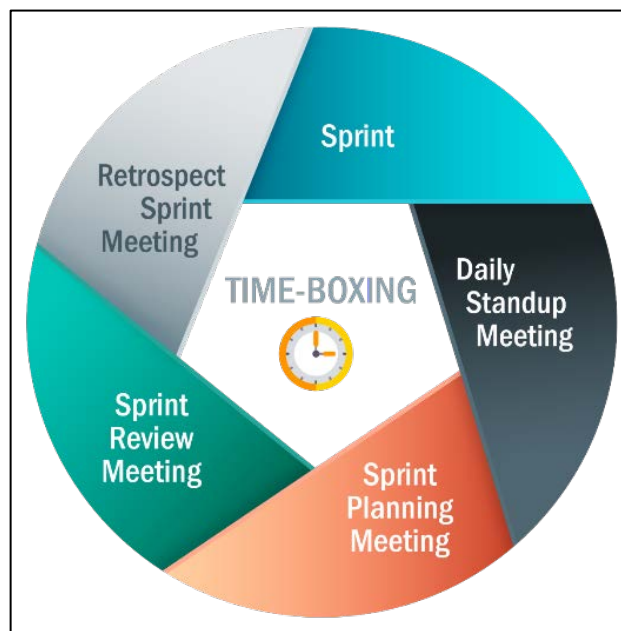 Sprint
Daily
Standup
Meeting
Sprint
Planning
Meeting
Sprint
Review
Meeting
Retrospect
Sprint
Meeting
TIME-BOXING